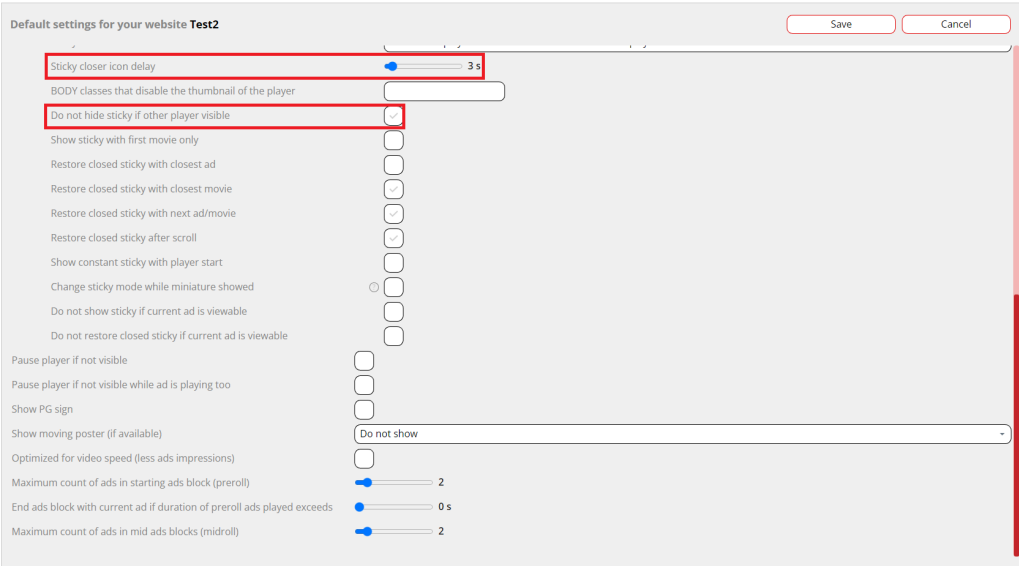 Default settings for your website Test2
Save
Cancel
Sticky closer icon delay
3 s
BODY classes that disable the thumbnail of the player
Do not hide sticky if other player visible
Show sticky with first movie only
Restore closed sticky with closest ad
Restore closed sticky with closest movie
Restore closed sticky with next ad/movie
Restore closed sticky after scroll
Show constant sticky with player start
Change sticky mode while miniature showed
Do not show sticky if current ad is viewable
Do not restore closed sticky if current ad is viewable
Pause player if not visible
Pause player if not visible while ad is playing too
Show PG sign
Show moving poster (if available)
Do not show
Optimized for video speed (less ads impressions)
Maximum count of ads in starting ads block (preroll)
2
End ads block with current ad if duration of preroll ads played exceeds
0 s
Maximum count of ads in mid ads blocks (midroll)
2